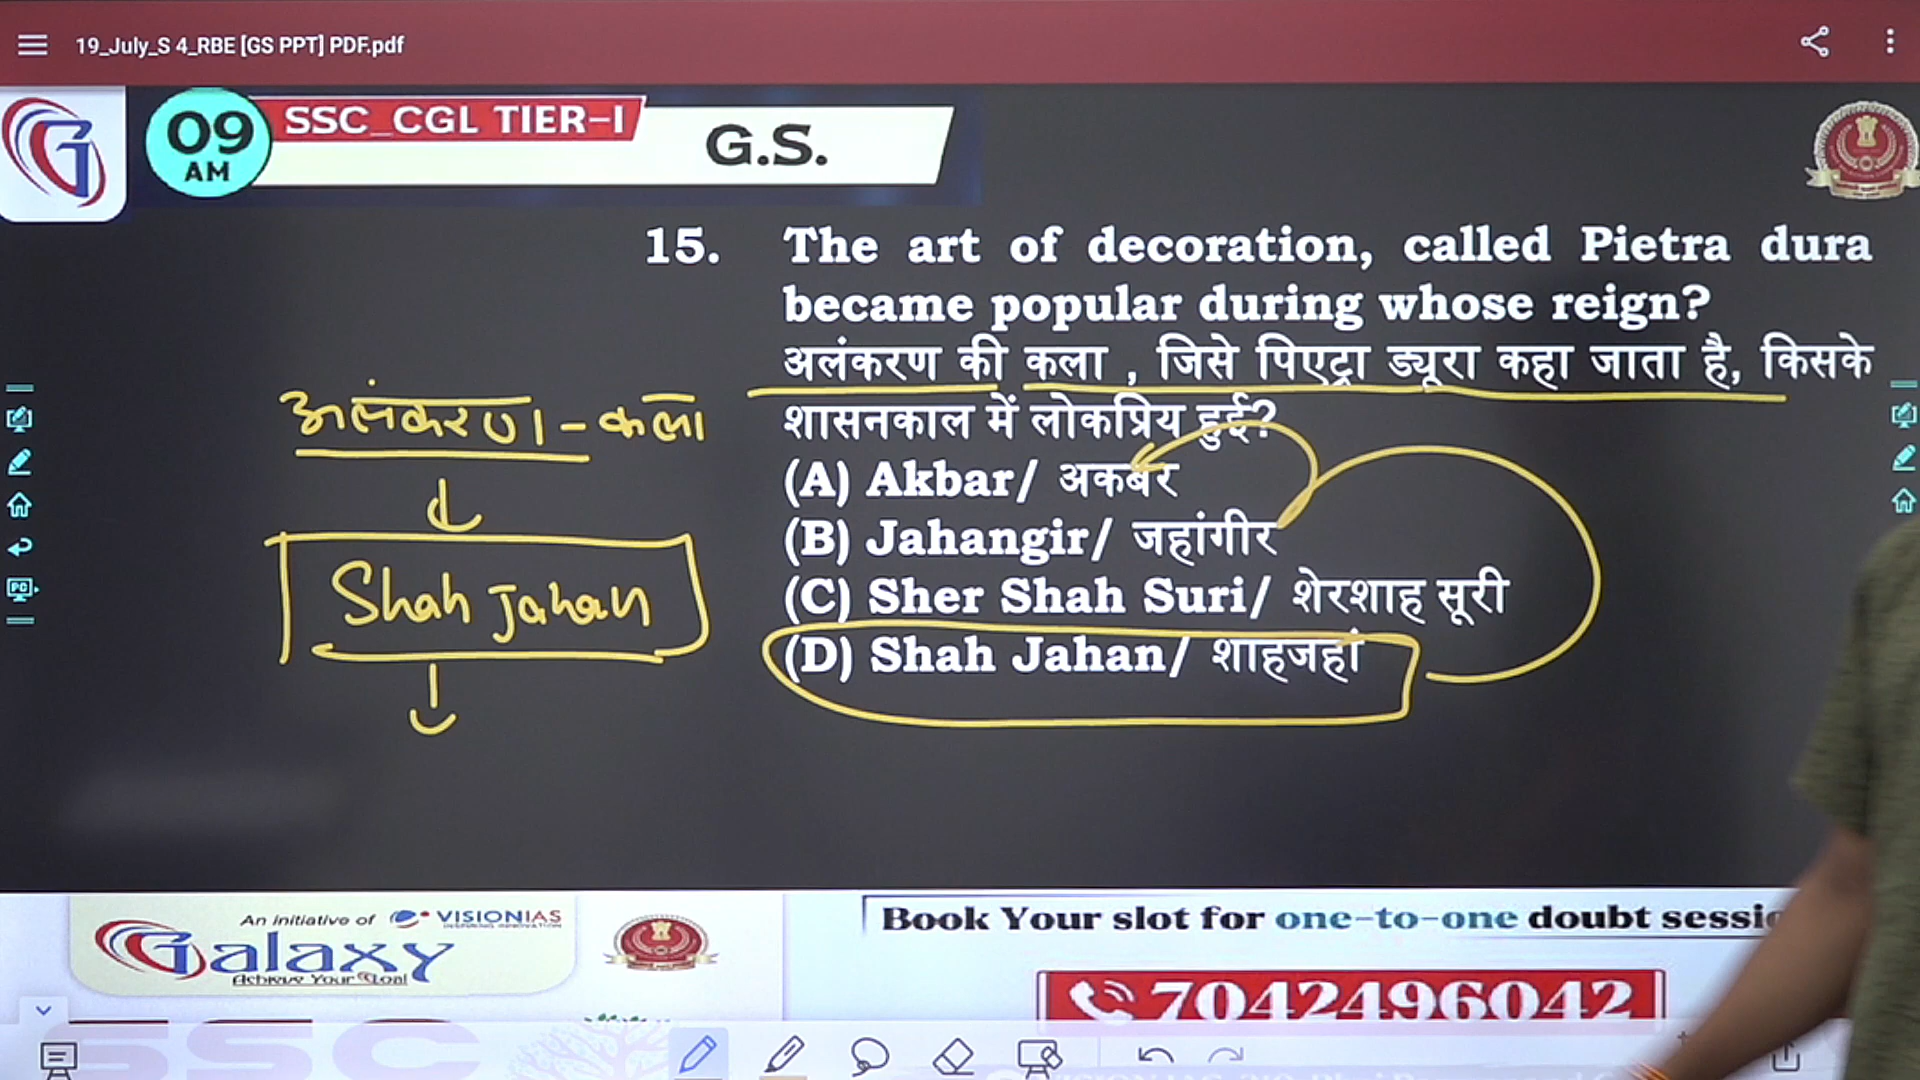 19_July_S 4_RBE [GS PPT] PDF.pdf
09
AM
SSC_CGL TIER-I
G.S.
15. The art of decoration, called Pietra dura
became popular during whose reign?
अलंकरण की कला , जिसे पिएट्रा ड्यूरा कहा जाता है, किसके
शासनकाल में लोकप्रिय हुई?
(A) Akbar/ अकबर
(B) Jahangir/ जहांगीर
(C) Sher Shah Suri/ शेरशाह सूरी
(D) Shah Jahan/ शाहजहां
अलंकरण - कला
Shah Jahan
An initiative of VISIONIAS
INSPIRING INNOVATION
Galaxy
Achieve Your Goal
Book Your slot for one-to-one doubt
7042496042
SSC